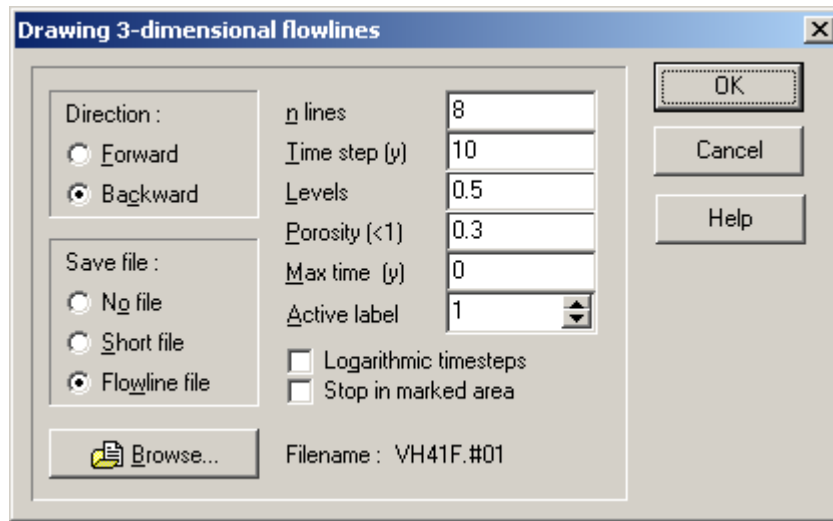 Drawing 3-dimensional flowlines
Direction :
Forward
Backward
Save file :
No file
Short file
Flowline file
Browse...
n lines 8
Time step (y) 10
Levels 0.5
Porosity (<1) 0.3
Max time (y) 0
Active label 1
Logarithmic timesteps
Stop in marked area
Filename : VH41F.#01
OK
Cancel
Help